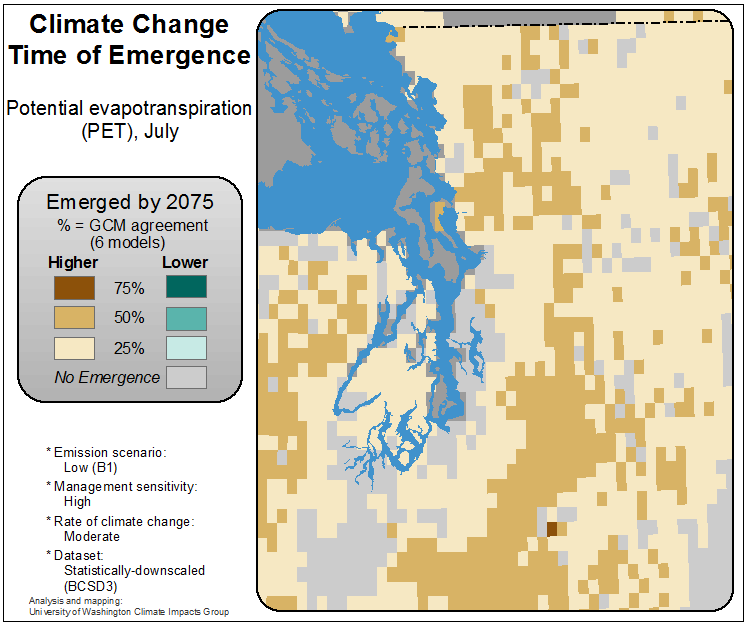 Climate Change
Time of Emergence
Potential evapotranspiration
(PET), July
Emerged by 2075
% = GCM agreement
(6 models)
Higher Lower
75%
50%
25%
No Emergence
* Emission scenario:
Low (B1)
* Management sensitivity:
High
* Rate of climate change:
Moderate
* Dataset:
Statistically-downscaled
(BCSD3)
Analysis and mapping:
University of Washington Climate Impacts Group